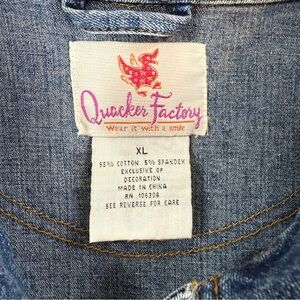 Quacker Factory
Wear it with a smile
XL
95% COTTON 5% SPANDEX
EXCLUSIVE OF
DECORATION
MADE IN CHINA
RN 106304
SEE REVERSE FOR CARE